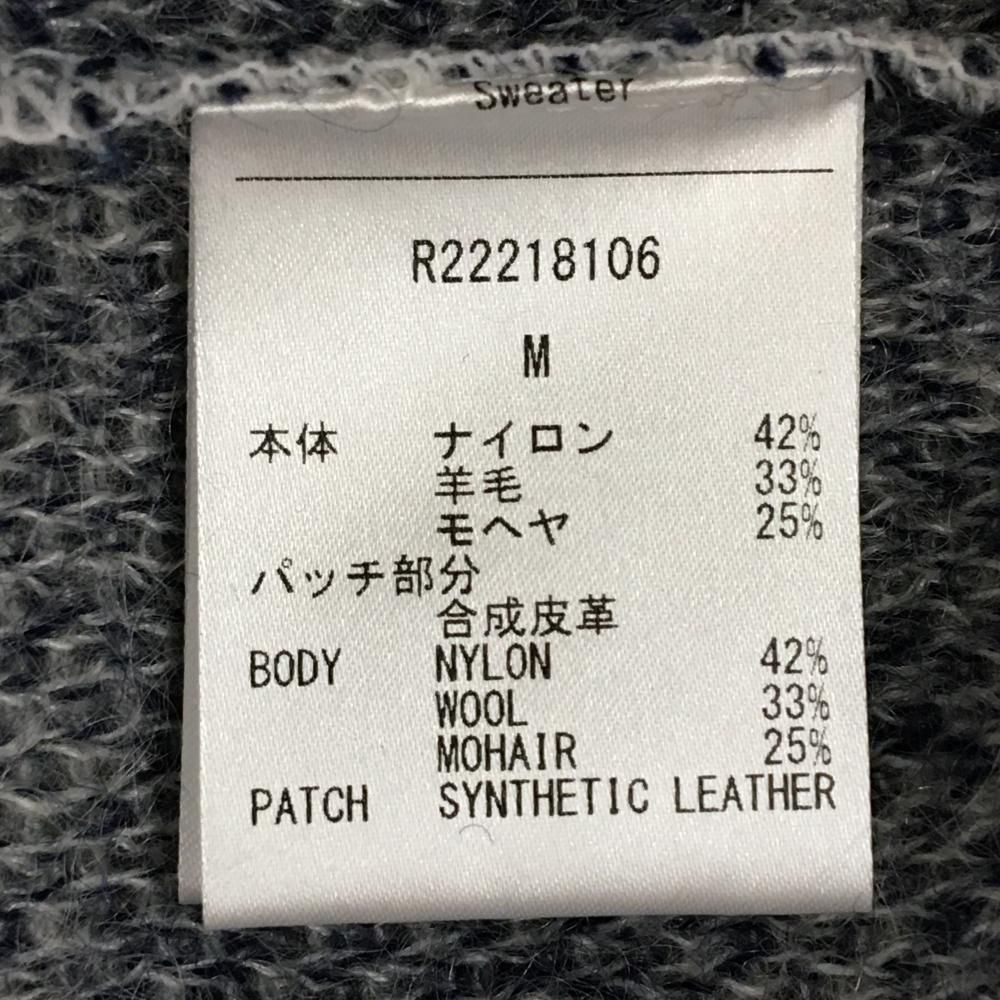 Sweater
R22218106
M
本体 ナイロン 42%
羊毛 33%
モヘヤ 25%
パッチ部分
合成皮革
BODY NYLON 42%
WOOL 33%
MOHAIR 25%
PATCH SYNTHETIC LEATHER